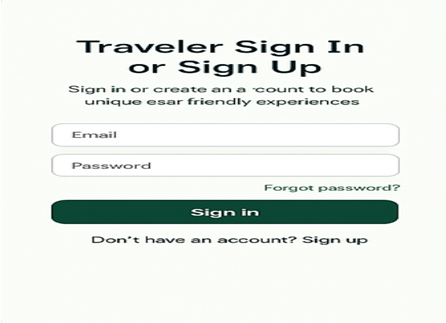 Traveler Sign In
or Sign Up
Sign in or create an a count to book
unique esar friendly experiences
Email
Password
Forgot password?
Sign in
Don't have an account? Sign up